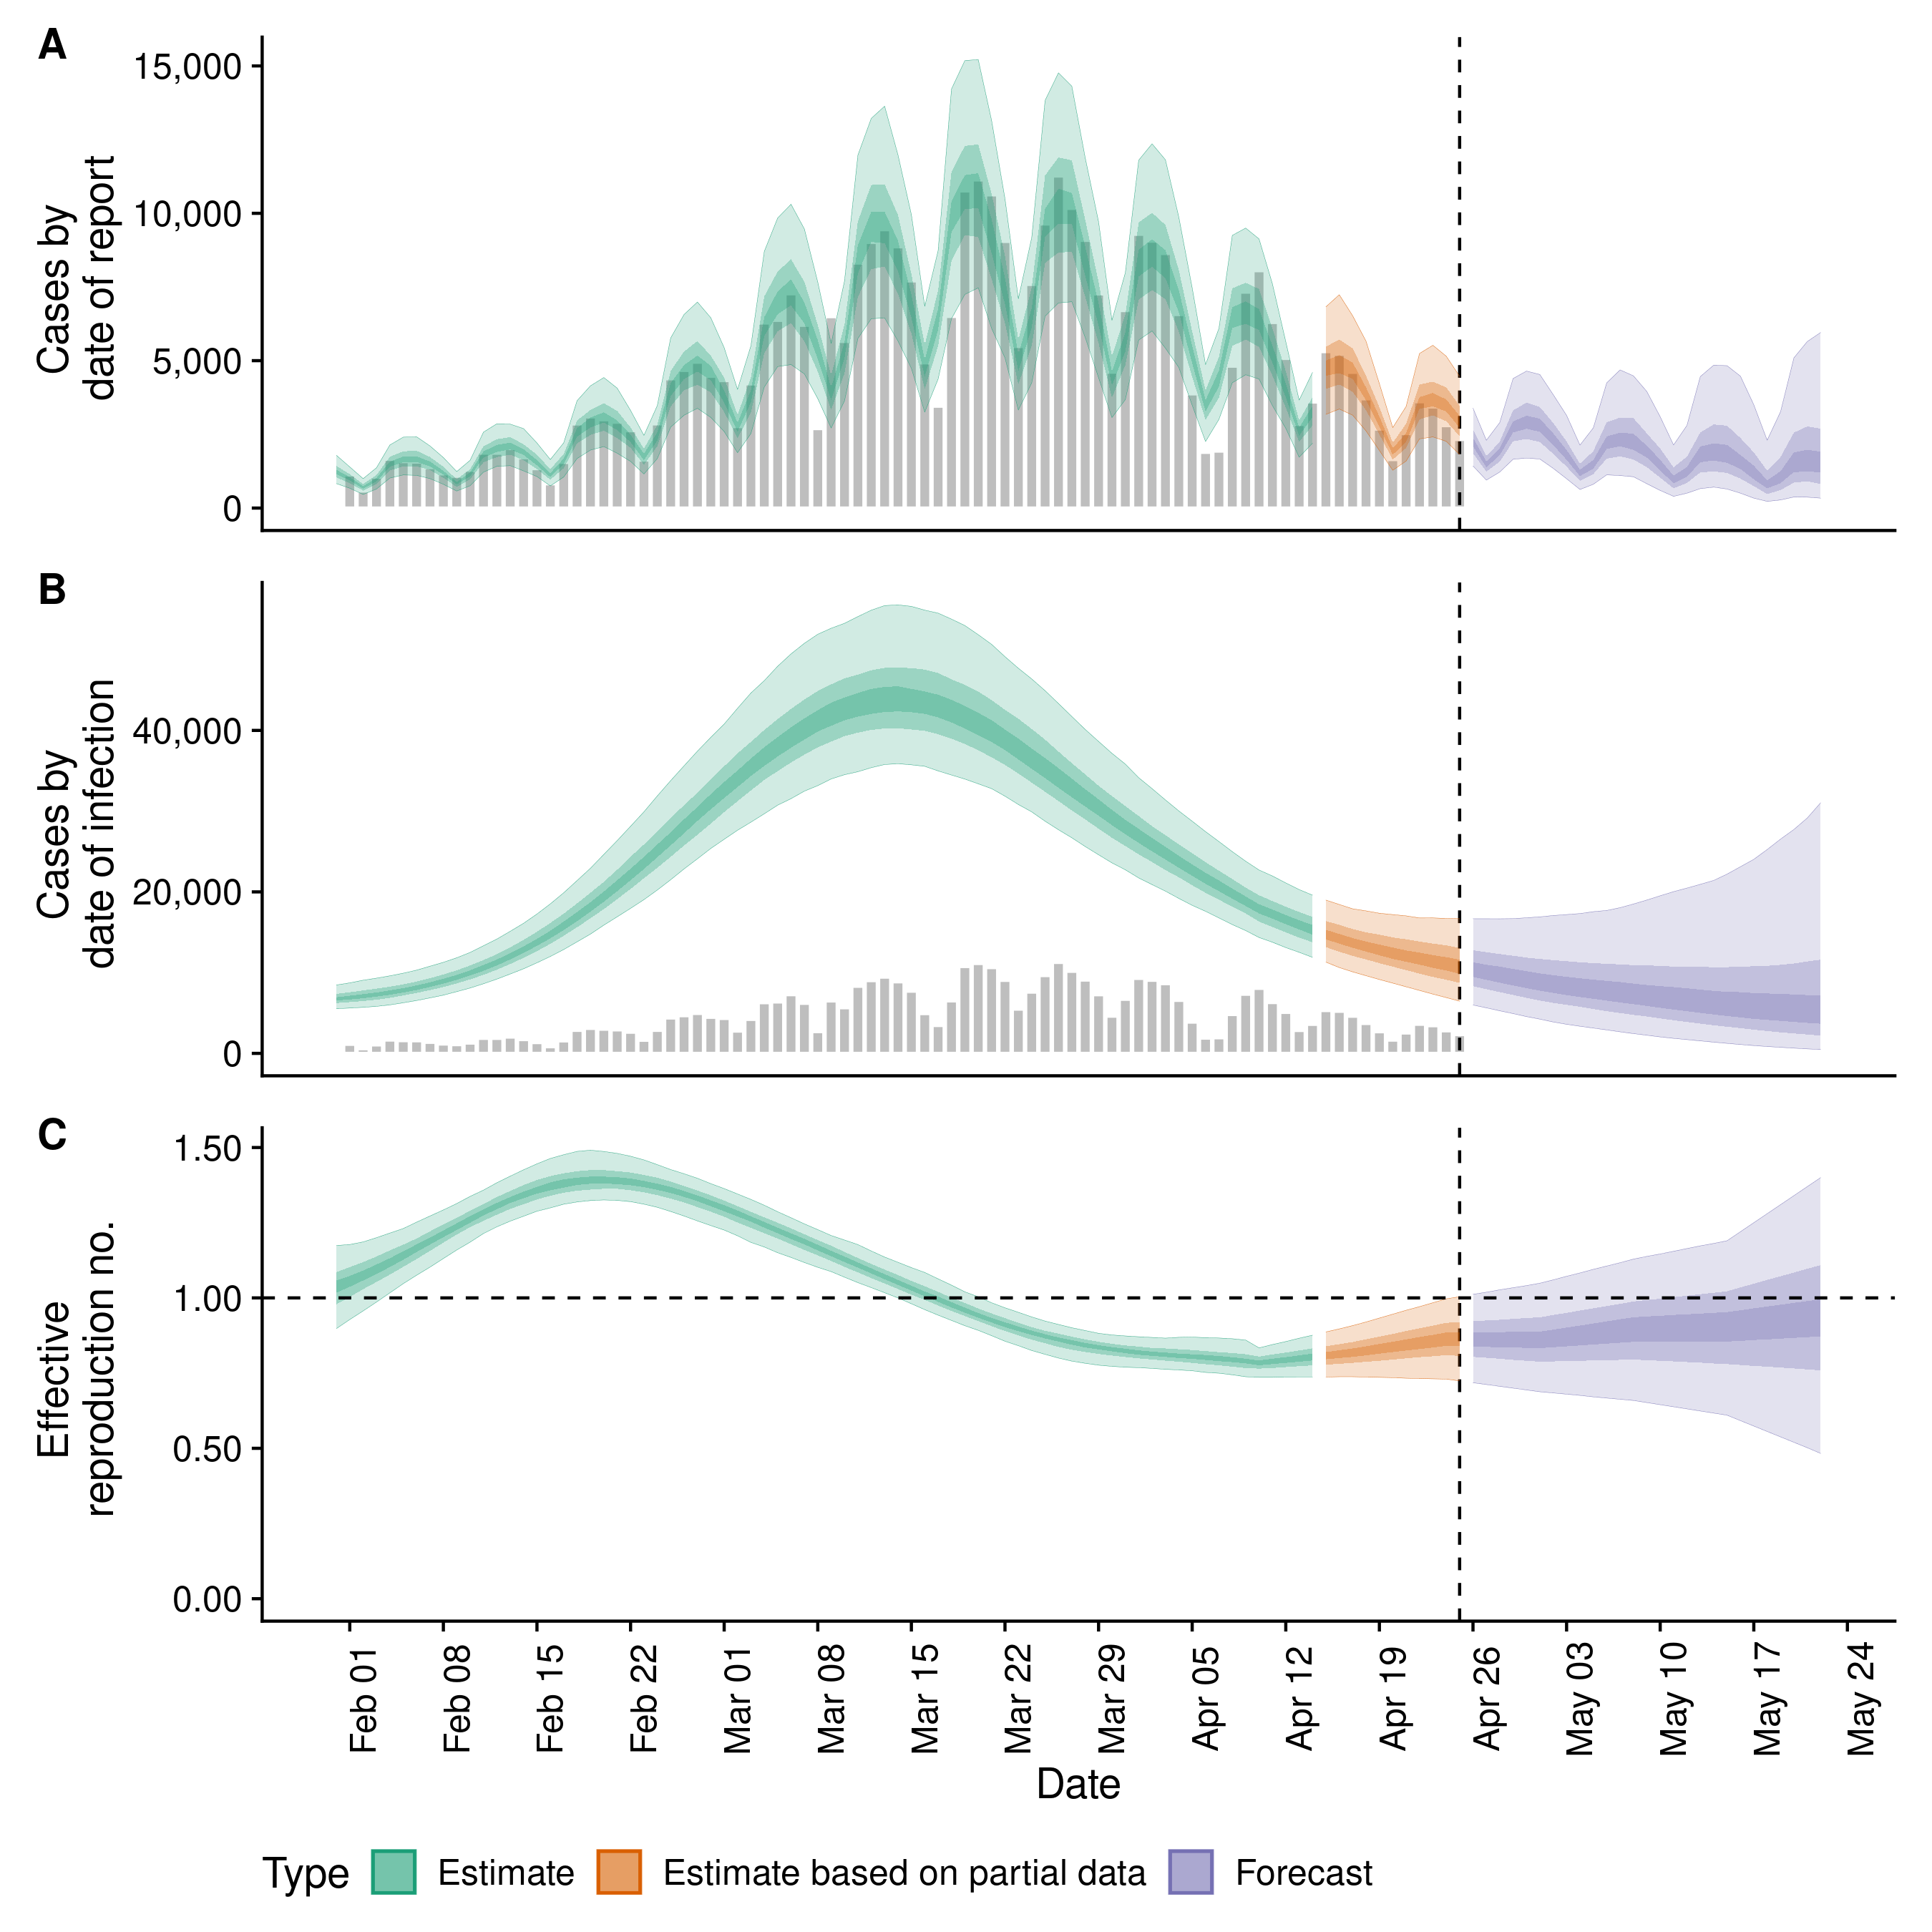 A
Cases by
date of report
15,000
10,000
5,000
0
B
Cases by
date of infection
40,000
20,000
0
C
Effective
reproduction no.
1.50
1.00
0.50
0.00
Feb 01
Feb 08
Feb 15
Feb 22
Mar 01
Mar 08
Mar 15
Mar 22
Mar 29
Apr 05
Apr 12
Apr 19
Apr 26
May 03
May 10
May 17
May 24
Date
Type Estimate Estimate based on partial data Forecast